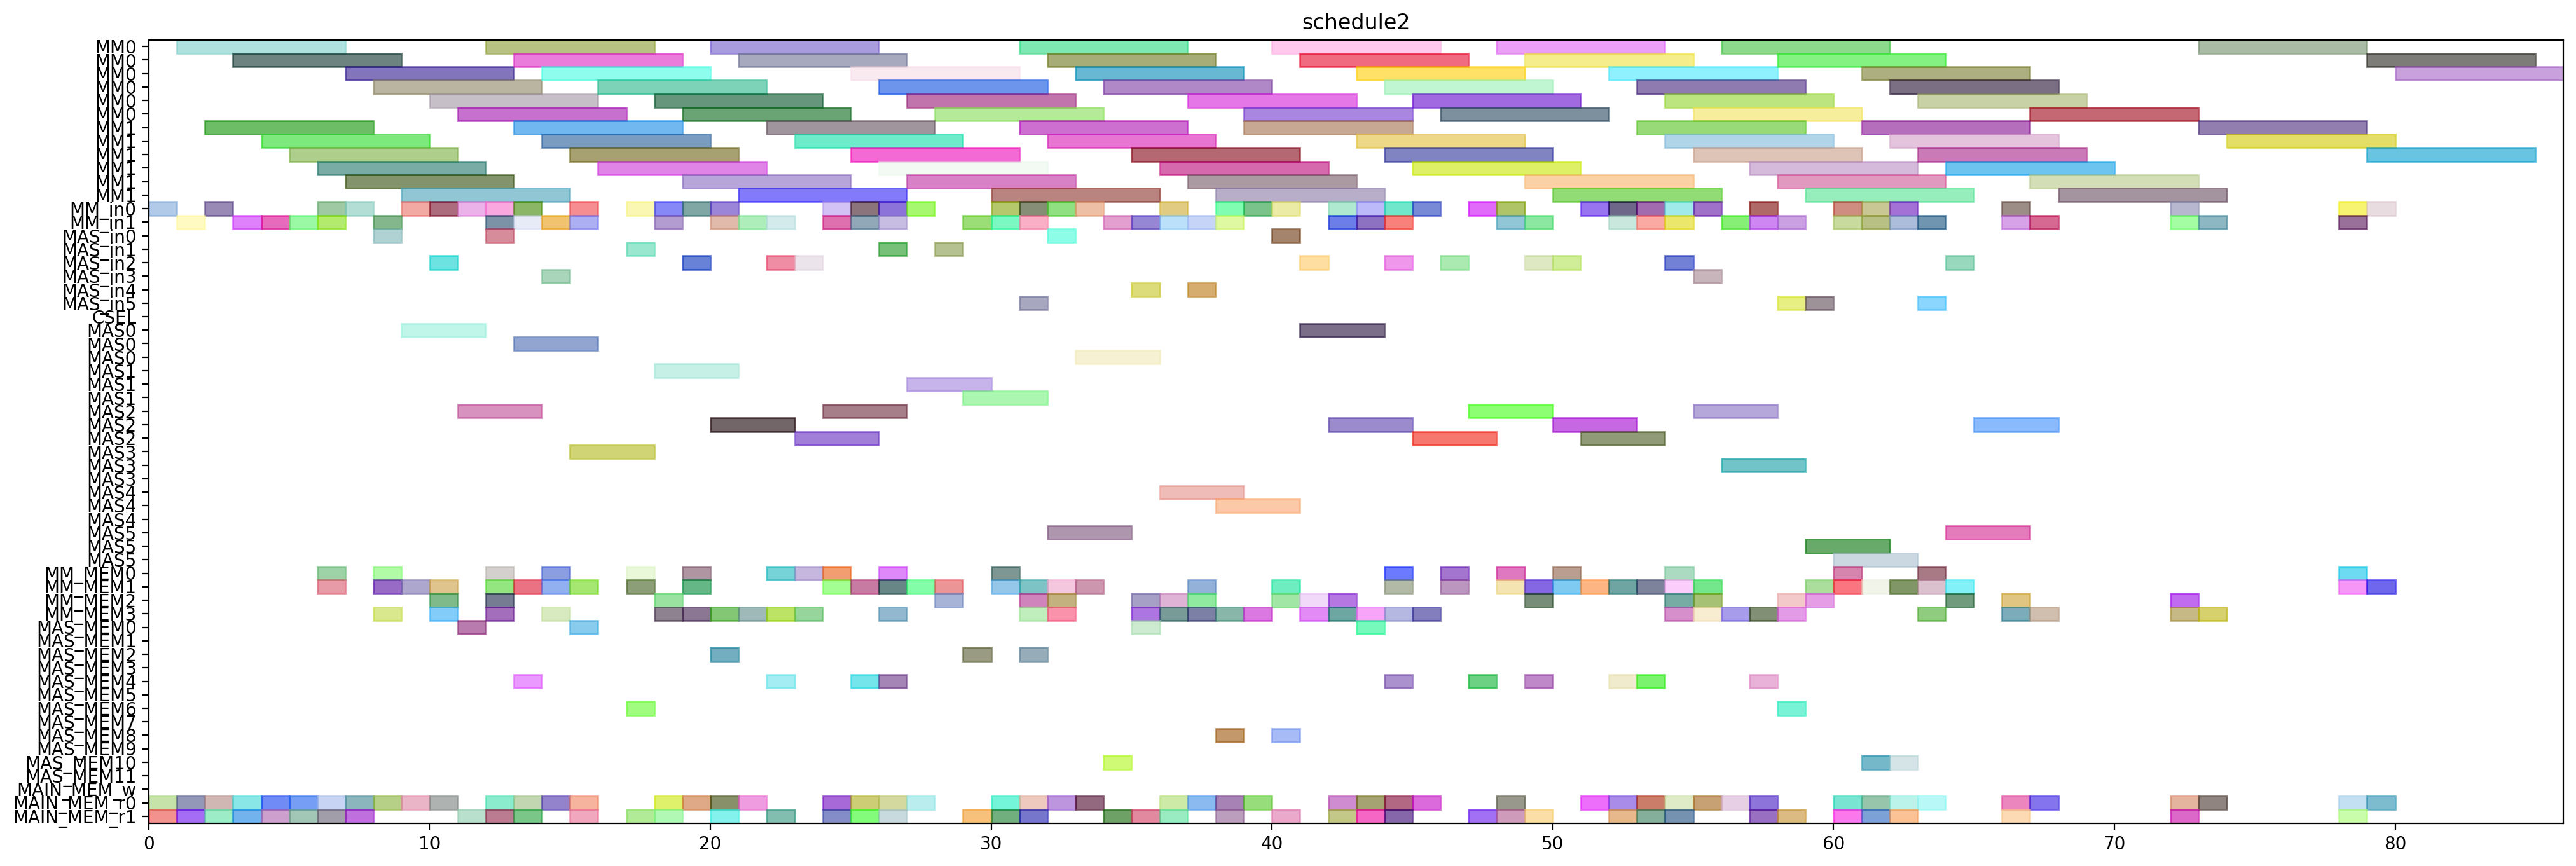 schedule2
MM0
MM0
MM0
MM0
MM0
MM0
MM1
MM1
MM1
MM1
MM1
MM1
MM_in0
MM_in1
MAS_in0
MAS_in1
MAS_in2
MAS_in3
MAS_in4
MAS_in5
CSEL
MAS0
MAS0
MAS0
MAS1
MAS1
MAS1
MAS2
MAS2
MAS2
MAS3
MAS3
MAS3
MAS4
MAS4
MAS4
MAS5
MAS5
MAS5
MM_MEM0
MM_MEM1
MM_MEM2
MM_MEM3
MAS_MEM0
MAS_MEM1
MAS_MEM2
MAS_MEM3
MAS_MEM4
MAS_MEM5
MAS_MEM6
MAS_MEM7
MAS_MEM8
MAS_MEM9
MAS_MEM10
MAS_MEM11
MAIN_MEM_w
MAIN_MEM_r0
MAIN_MEM_r1
0 10 20 30 40 50 60 70 80